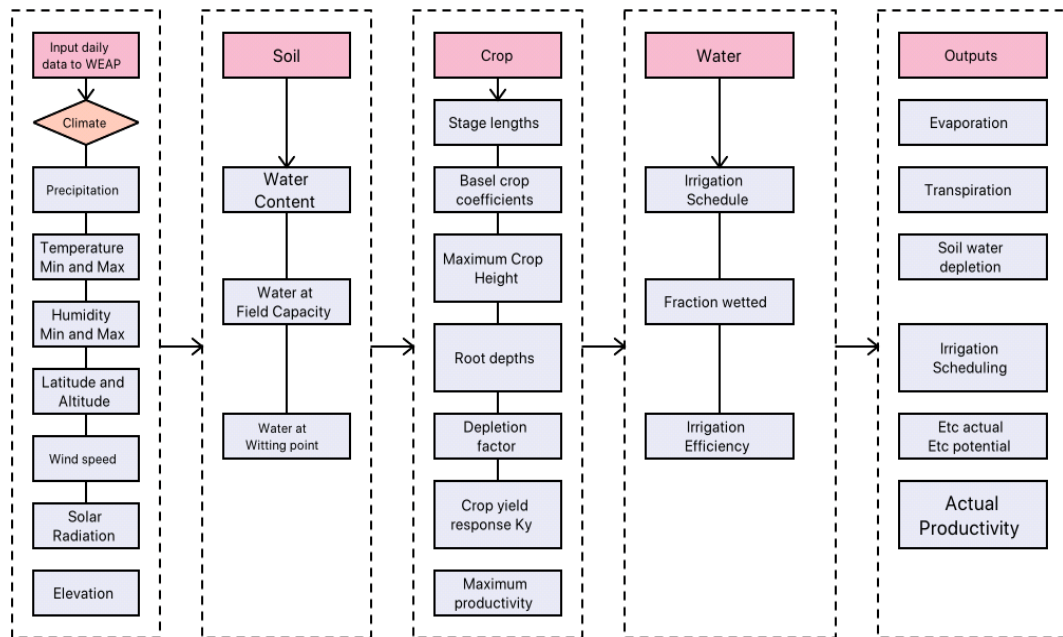 Input daily
data to WEAP
Climate
Precipitation
Temperature
Min and Max
Humidity
Min and Max
Latitude and
Altitude
Wind speed
Solar
Radiation
Elevation
Soil
Water
Content
Water at
Field Capacity
Water at
Witting point
Crop
Stage lengths
Basel crop
coefficients
Maximum Crop
Height
Root depths
Depletion
factor
Crop yield
response Ky
Maximum
productivity
Water
Irrigation
Schedule
Fraction wetted
Irrigation
Efficiency
Outputs
Evaporation
Transpiration
Soil water
depletion
Irrigation
Scheduling
Etc actual
Etc potential
Actual
Productivity